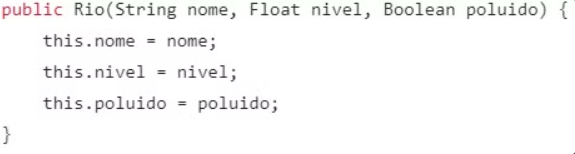 public Rio(String nome, Float nivel, Boolean poluido) {
    this.nome = nome;
    this.nivel = nivel;
    this.poluido = poluido;
}